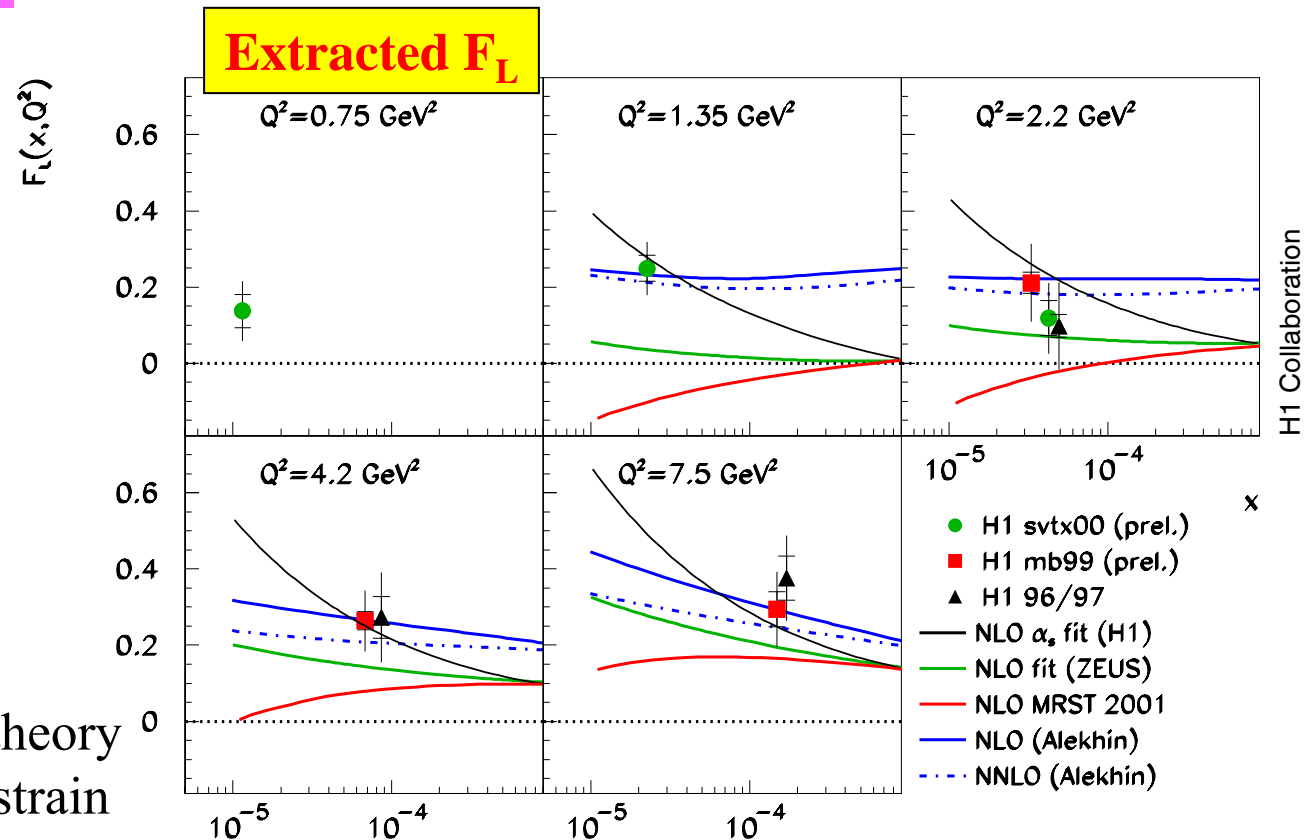 Extracted F_L
F_L(x,Q²)
Q²=0.75 GeV²
Q²=1.35 GeV²
Q²=2.2 GeV²
0.6
0.4
0.2
0
10⁻⁵ 10⁻⁴
x
H1 Collaboration
Q²=4.2 GeV²
Q²=7.5 GeV²
0.6
0.4
0.2
0
10⁻⁵ 10⁻⁴
10⁻⁵ 10⁻⁴
H1 svtx00 (prel.)
H1 mb99 (prel.)
H1 96/97
NLO αₛ fit (H1)
NLO fit (ZEUS)
NLO MRST 2001
NLO (Alekhin)
NNLO (Alekhin)
heory
strain